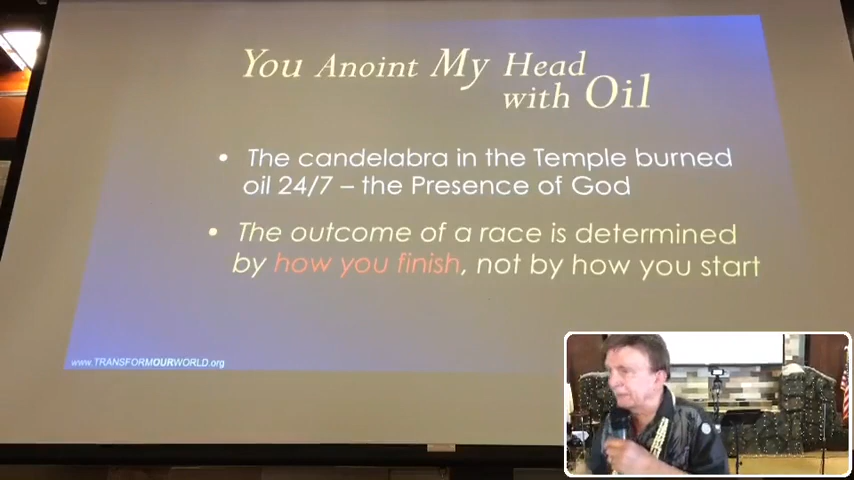 You Anoint My Head
with Oil
• The candelabra in the Temple burned
oil 24/7 – the Presence of God
• The outcome of a race is determined
by how you finish, not by how you start
www.TRANSFORMOURWORLD.org